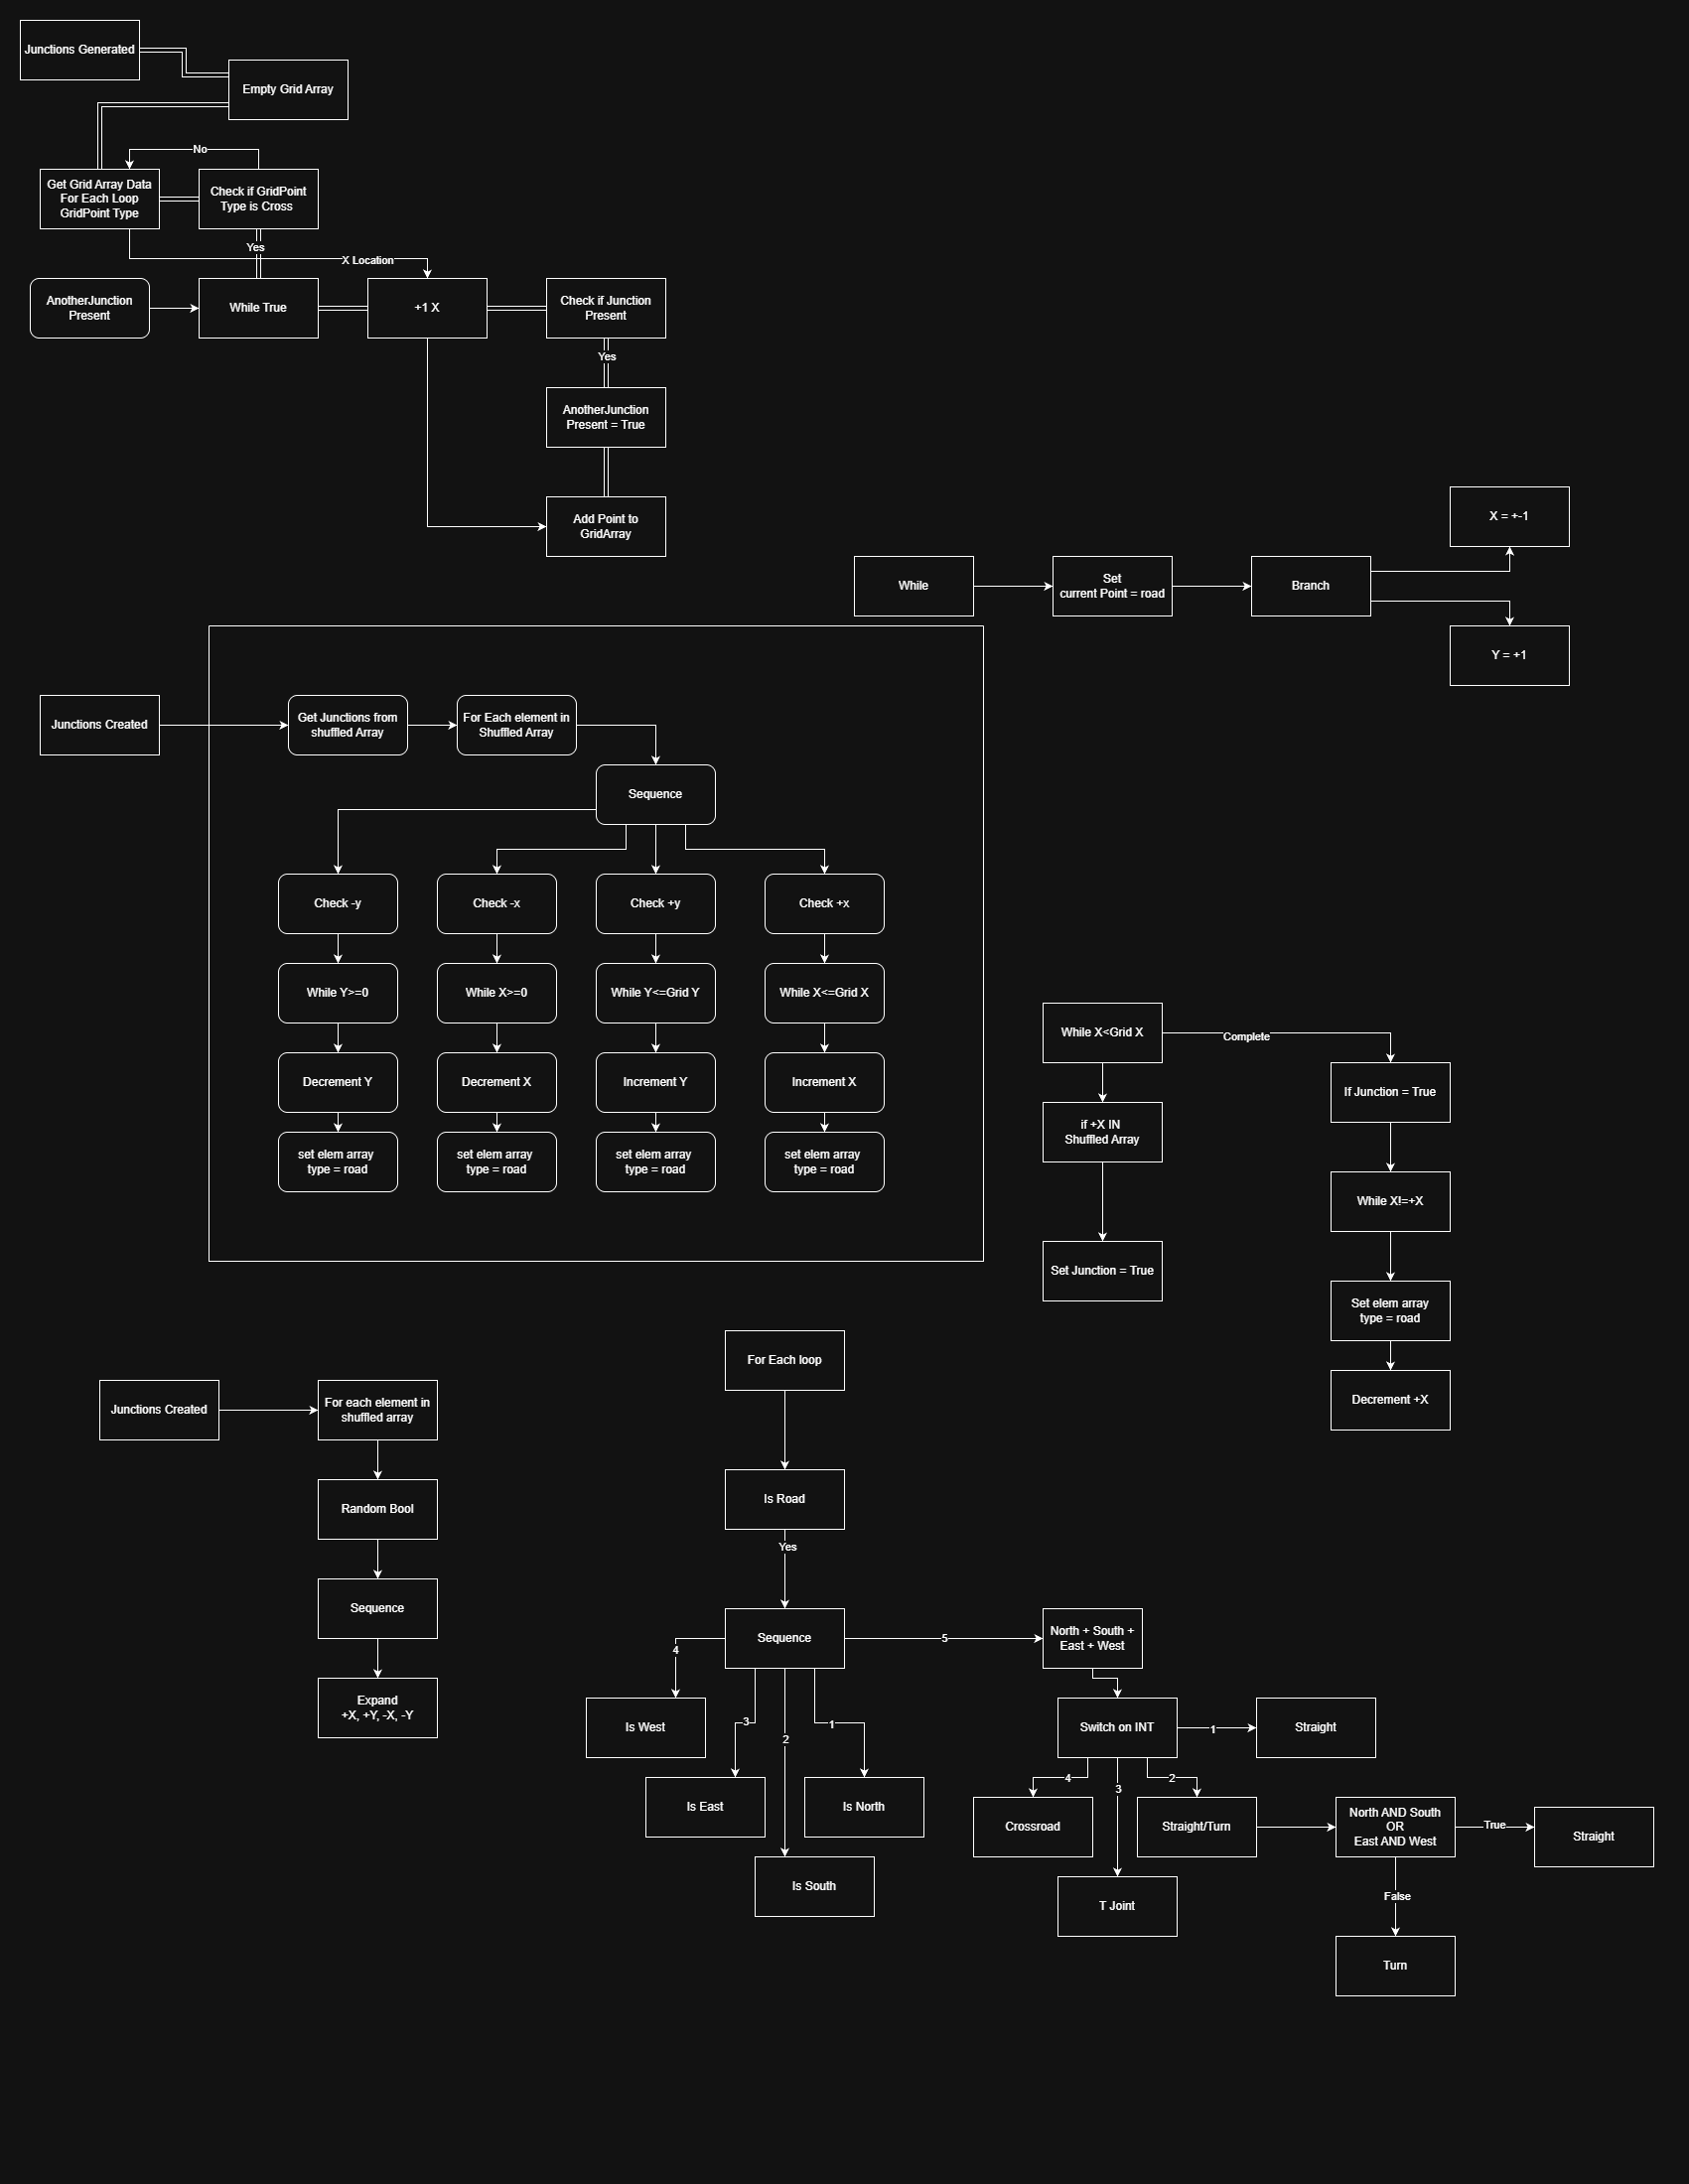 Junctions Generated
Empty Grid Array
No
Get Grid Array Data
For Each Loop
GridPoint Type
Check if GridPoint
Type is Cross
Yes
X Location
AnotherJunction
Present
While True
+1 X
Check if Junction
Present
Yes
AnotherJunction
Present = True
Add Point to
GridArray
X = +-1
While
Set
current Point = road
Branch
Y = +1
Junctions Created
Get Junctions from
shuffled Array
For Each element in
Shuffled Array
Sequence
Check -y
Check -x
Check +y
Check +x
While Y>=0
While X>=0
While Y<=Grid Y
While X<=Grid X
Decrement Y
Decrement X
Increment Y
Increment X
set elem array
type = road
set elem array
type = road
set elem array
type = road
set elem array
type = road
While X<Grid X
Complete
If Junction = True
if +X IN
Shuffled Array
While X!=+X
Set Junction = True
Set elem array
type = road
Decrement +X
For Each loop
Junctions Created
For each element in
shuffled array
Random Bool
Sequence
Expand
+X, +Y, -X, -Y
Is Road
Yes
Sequence
5
North + South +
East + West
4
Is West
3
2
1
Is East
Is North
Is South
Switch on INT
1
Straight
4
3
2
Crossroad
Straight/Turn
North AND South
OR
East AND West
True
Straight
T Joint
False
Turn